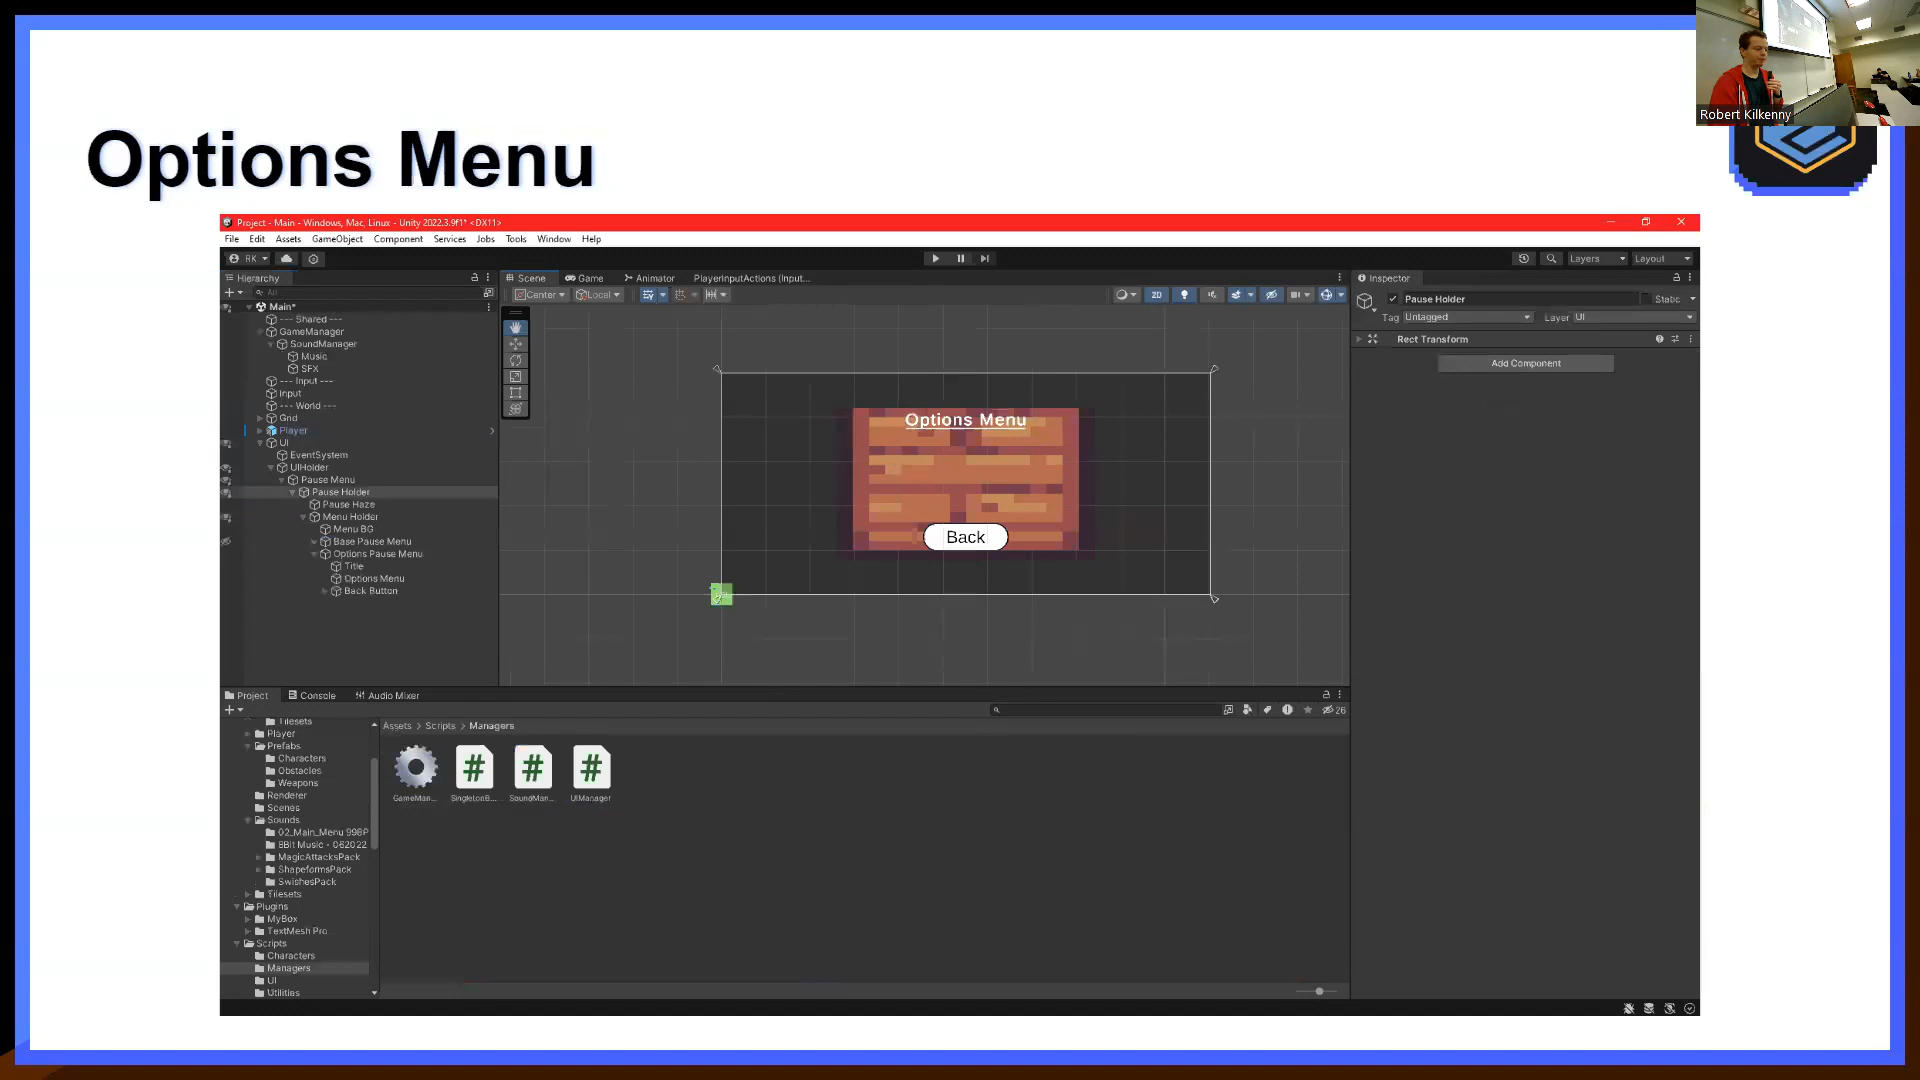 Robert Kilkenny
Options Menu
Project - Main - Windows, Mac, Linux - Unity 2022.3.9f1* <DX11>
File Edit Assets GameObject Component Services Jobs Tools Window Help
RK
Layers
Layout
Hierarchy
All
Main*
--- Shared ---
GameManager
SoundManager
Music
SFX
--- Input ---
Input
--- World ---
Grid
Player
UI
EventSystem
UIHolder
Pause Menu
Pause Holder
Pause Haze
Menu Holder
Menu BG
Base Pause Menu
Options Pause Menu
Title
Options Menu
Back Button
Scene Game Animator PlayerInputActions (Input...
Center Local
2D
Options Menu
Back
Inspector
Pause Holder
Static
Tag Untagged Layer UI
Rect Transform
Add Component
Project Console Audio Mixer
26
Tilesets
Player
Prefabs
Characters
Obstacles
Weapons
Renderer
Scenes
Sounds
02_Main_Menu 998P
8Bit Music - 062022
MagicAttacksPack
ShapeformsPack
SwishesPack
Tilesets
Plugins
MyBox
TextMesh Pro
Scripts
Characters
Managers
UI
Utilities
Assets > Scripts > Managers
GameMan... SingletonB... SoundMan... UIManager